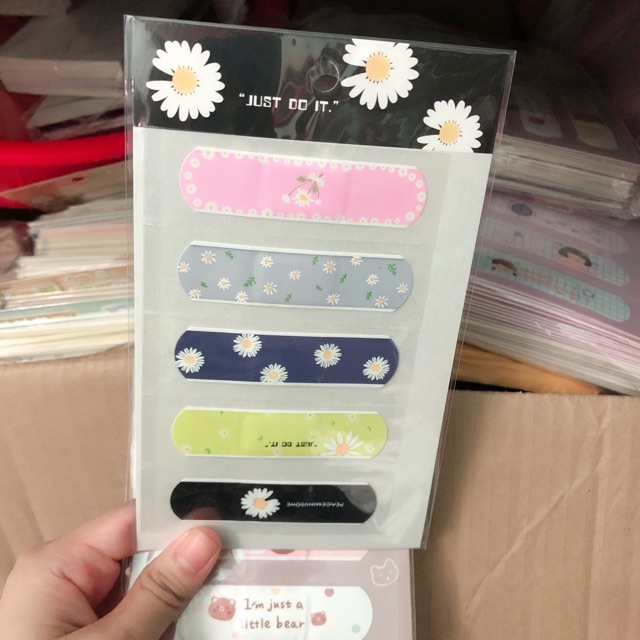 "JUST DO IT."
"JUST DO IT."
PEACEMINUSONE
I'm just a
little bear